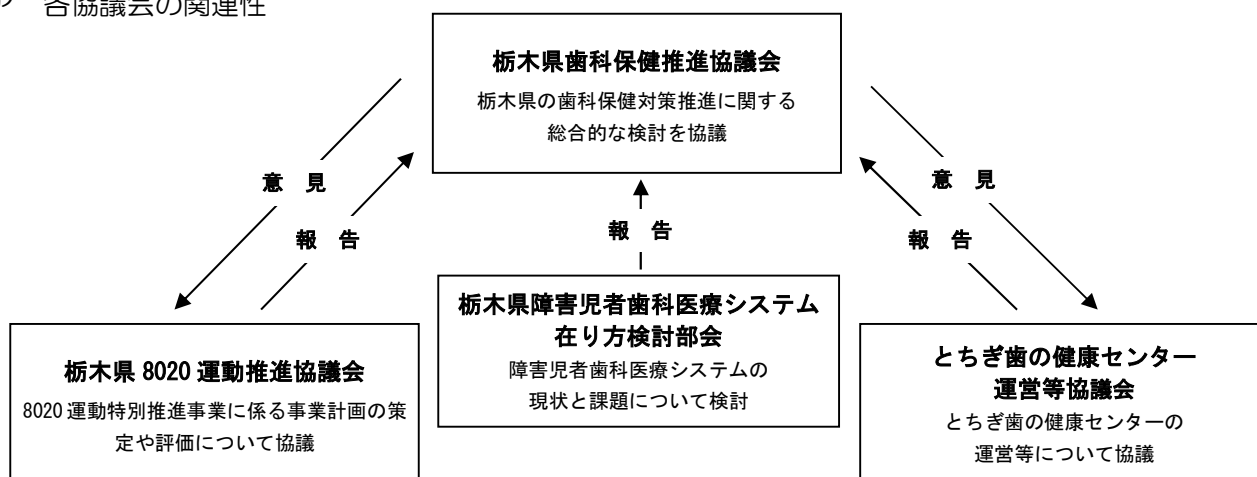 各協議会の関連性
栃木県歯科保健推進協議会
栃木県の歯科保健対策推進に関する
総合的な検討を協議
意 見
報 告
報 告
意 見
報 告
栃木県障害児者歯科医療システム
在り方検討部会
障害児者歯科医療システムの
現状と課題について検討
栃木県 8020 運動推進協議会
8020 運動特別推進事業に係る事業計画の策
定や評価について協議
とちぎ歯の健康センター
運営等協議会
とちぎ歯の健康センターの
運営等について協議